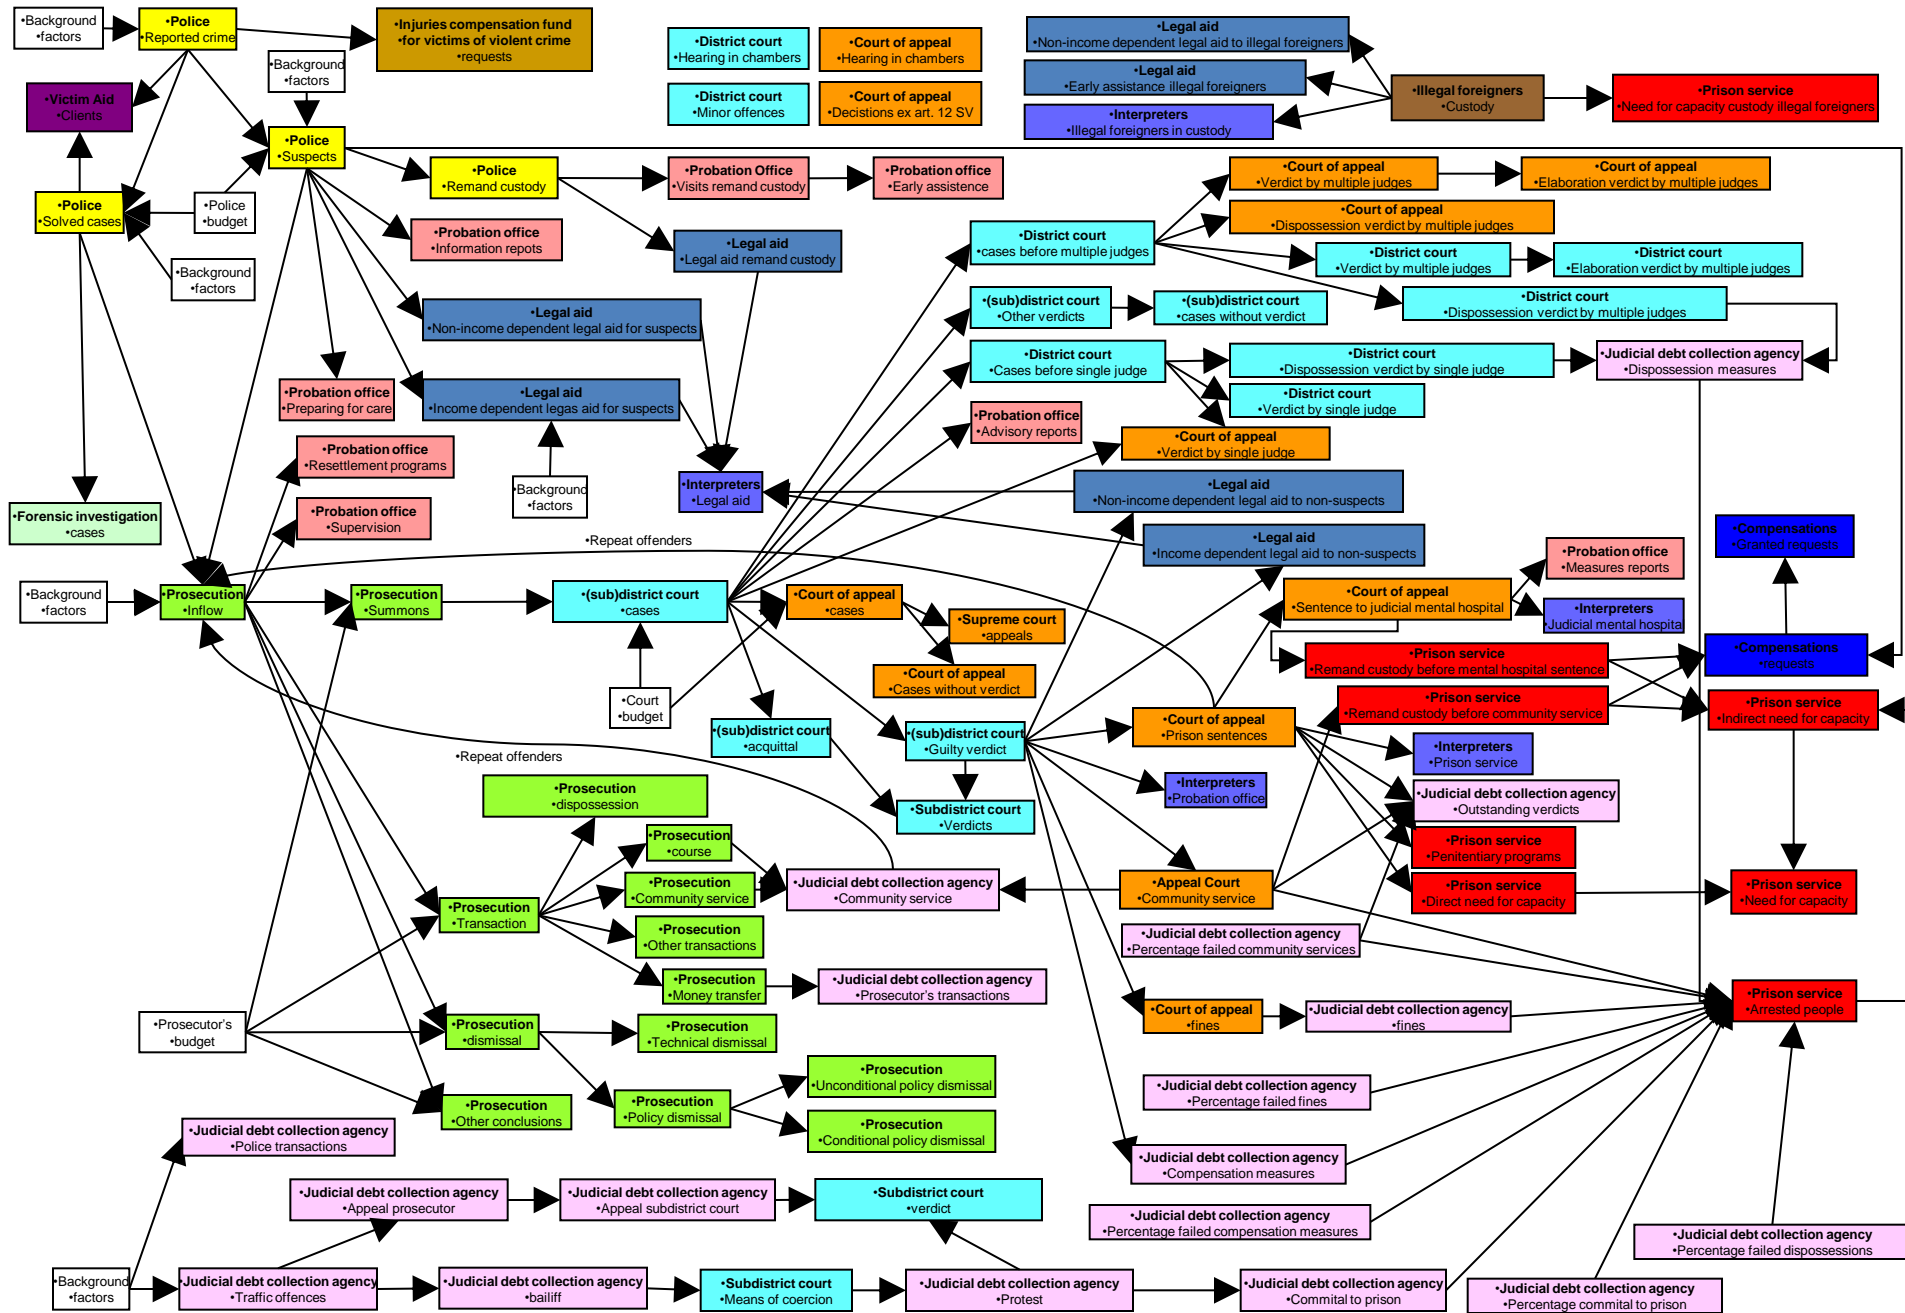 •Background
•factors
•Police
•Reported crime
•Injuries compensation fund
•for victims of violent crime
•requests
•District court
•Hearing in chambers
•Court of appeal
•Hearing in chambers
•Legal aid
•Non-income dependent legal aid to illegal foreigners
•Background
•factors
•Legal aid
•Early assistance illegal foreigners
•Victim Aid
•Clients
•District court
•Minor offences
•Court of appeal
•Decistions ex art. 12 SV
•Illegal foreigners
•Custody
•Prison service
•Need for capacity custody illegal foreigners
•Interpreters
•Illegal foreigners in custody
•Police
•Suspects
•Police
•Remand custody
•Probation Office
•Visits remand custody
•Probation office
•Early assistence
•Court of appeal
•Verdict by multiple judges
•Court of appeal
•Elaboration verdict by multiple judges
•Police
•Solved cases
•Police
•budget
•Court of appeal
•Dispossession verdict by multiple judges
•Probation office
•Information repots
•Legal aid
•Legal aid remand custody
•District court
•cases before multiple judges
•District court
•Verdict by multiple judges
•District court
•Elaboration verdict by multiple judges
•Background
•factors
•Legal aid
•Non-income dependent legal aid for suspects
•(sub)district court
•Other verdicts
•(sub)district court
•cases without verdict
•District court
•Dispossession verdict by multiple judges
•District court
•Cases before single judge
•District court
•Dispossession verdict by single judge
•Judicial debt collection agency
•Dispossession measures
•Probation office
•Preparing for care
•Legal aid
•Income dependent legas aid for suspects
•District court
•Verdict by single judge
•Probation office
•Advisory reports
•Court of appeal
•Verdict by single judge
•Probation office
•Resettlement programs
•Background
•factors
•Interpreters
•Legal aid
•Legal aid
•Non-income dependent legal aid to non-suspects
•Forensic investigation
•cases
•Probation office
•Supervision
•Repeat offenders
•Legal aid
•Income dependent legal aid to non-suspects
•Compensations
•Granted requests
•Probation office
•Measures reports
•Background
•factors
•Prosecution
•Inflow
•Prosecution
•Summons
•(sub)district court
•cases
•Court of appeal
•cases
•Supreme court
•appeals
•Court of appeal
•Sentence to judicial mental hospital
•Interpreters
•Judicial mental hospital
•Court of appeal
•Cases without verdict
•Prison service
•Remand custody before mental hospital sentence
•Compensations
•requests
•Court
•budget
•Prison service
•Remand custody before community service
•Prison service
•Indirect need for capacity
•(sub)district court
•acquittal
•(sub)district court
•Guilty verdict
•Court of appeal
•Prison sentences
•Interpreters
•Prison service
•Repeat offenders
•Prosecution
•dispossession
•Interpreters
•Probation office
•Judicial debt collection agency
•Outstanding verdicts
•Subdistrict court
•Verdicts
•Prosecution
•course
•Prison service
•Penitentiary programs
•Prosecution
•Community service
•Judicial debt collection agency
•Community service
•Appeal Court
•Community service
•Prison service
•Direct need for capacity
•Prison service
•Need for capacity
•Prosecution
•Transaction
•Prosecution
•Other transactions
•Judicial debt collection agency
•Percentage failed community services
•Prosecution
•Money transfer
•Judicial debt collection agency
•Prosecutor's transactions
•Prison service
•Arrested people
•Prosecutor's
•budget
•Prosecution
•dismissal
•Prosecution
•Technical dismissal
•Court of appeal
•fines
•Judicial debt collection agency
•fines
•Prosecution
•Unconditional policy dismissal
•Judicial debt collection agency
•Percentage failed fines
•Prosecution
•Other conclusions
•Prosecution
•Policy dismissal
•Prosecution
•Conditional policy dismissal
•Judicial debt collection agency
•Police transactions
•Judicial debt collection agency
•Compensation measures
•Judicial debt collection agency
•Appeal prosecutor
•Judicial debt collection agency
•Appeal subdistrict court
•Subdistrict court
•verdict
•Judicial debt collection agency
•Percentage failed compensation measures
•Judicial debt collection agency
•Percentage failed dispossessions
•Background
•factors
•Judicial debt collection agency
•Traffic offences
•Judicial debt collection agency
•bailiff
•Subdistrict court
•Means of coercion
•Judicial debt collection agency
•Protest
•Judicial debt collection agency
•Commital to prison
•Judicial debt collection agency
•Percentage commital to prison